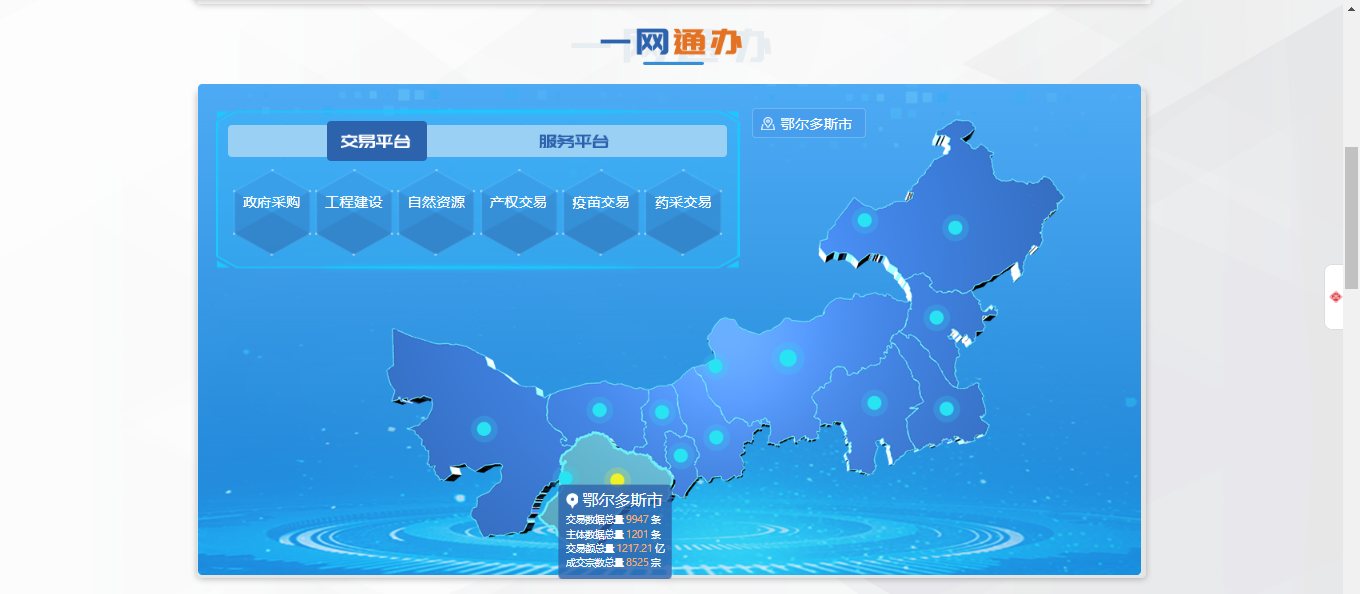 一网通办
交易平台
服务平台
政府采购
工程建设
自然资源
产权交易
疫苗交易
药采交易
鄂尔多斯市
鄂尔多斯市
交易数据总量 9947 条
主体数据总量 1201 条
交易额总量 1217.21 亿
成交宗数总量 8525 宗